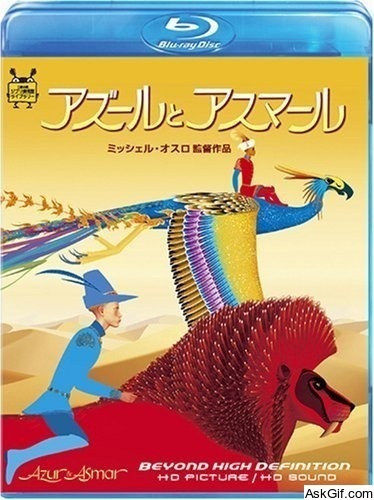 Blu-ray Disc
アズールとアスマール
ミッシェル・オスロ 監督作品
Azur & Asmar
BEYOND HIGH DEFINITION
HD PICTURE / HD SOUND
AskGif.com